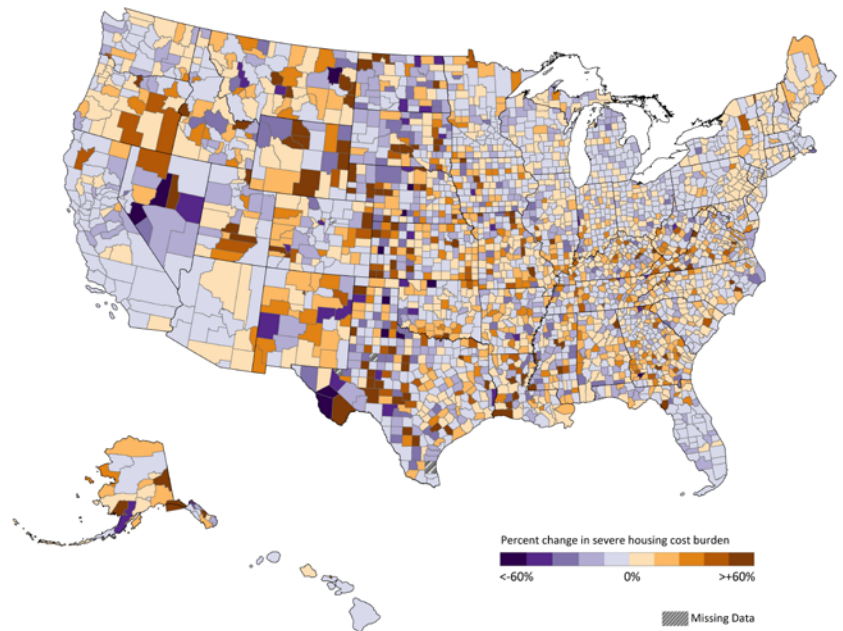 Percent change in severe housing cost burden
<-60% 0% >+60%
Missing Data